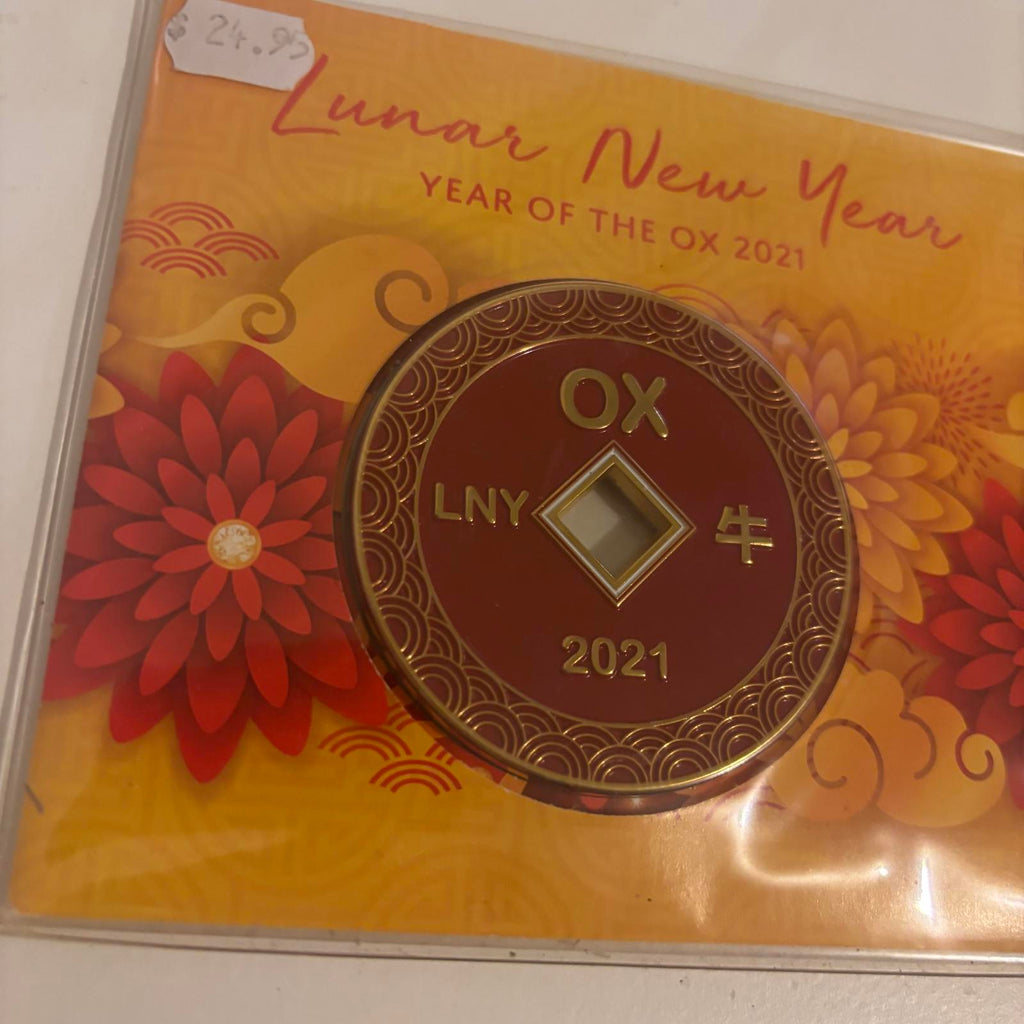 $ 24.95
Lunar New Year
YEAR OF THE OX 2021
OX
LNY
牛
2021